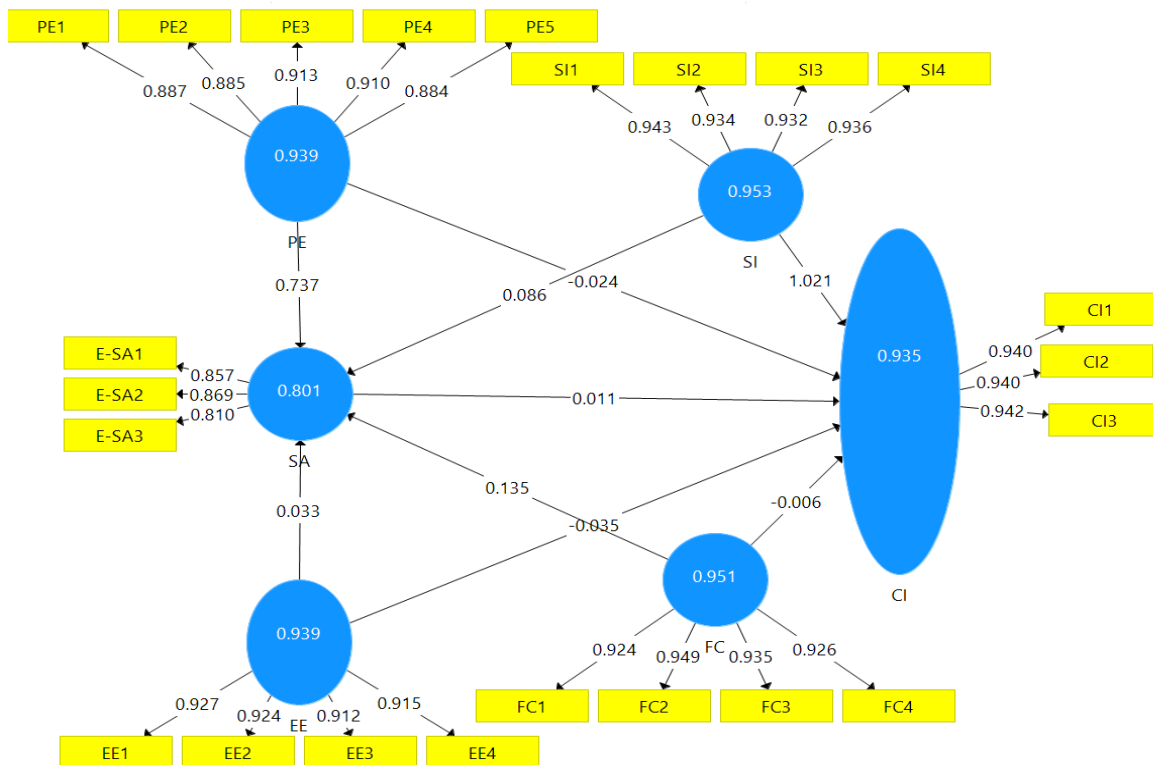 PE1 PE2 PE3 PE4 PE5
0.887 0.885 0.913 0.910 0.884
0.939
PE
SI1 SI2 SI3 SI4
0.943 0.934 0.932 0.936
0.953
SI
0.737
0.086
-0.024
1.021
E-SA1
E-SA2
E-SA3
0.857
0.869
0.810
0.801
SA
0.011
0.935
CI
0.940
0.940
0.942
CI1
CI2
CI3
0.033
0.135
-0.035
-0.006
0.939
EE
0.927 0.924 0.912 0.915
EE1 EE2 EE3 EE4
0.951
FC
0.924 0.949 0.935 0.926
FC1 FC2 FC3 FC4